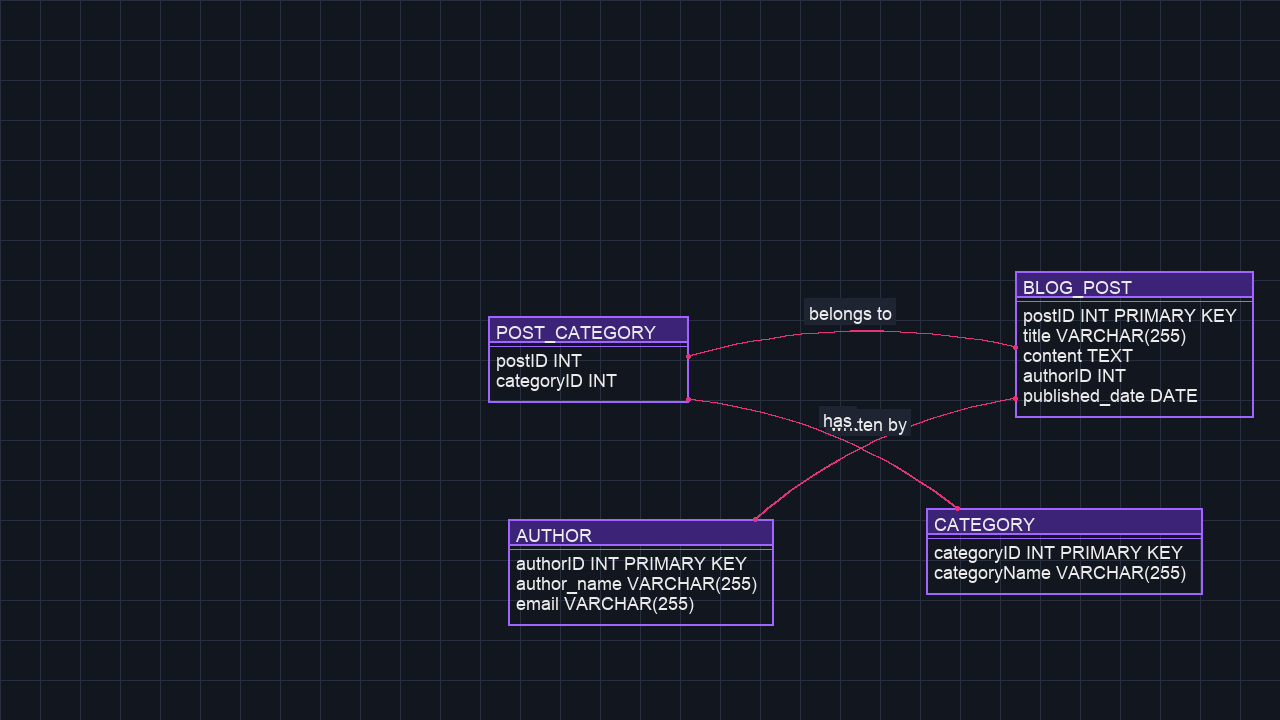 BLOG_POST
postID INT PRIMARY KEY
title VARCHAR(255)
content TEXT
authorID INT
published_date DATE
belongs to
POST_CATEGORY
postID INT
categoryID INT
has
by
AUTHOR
authorID INT PRIMARY KEY
author_name VARCHAR(255)
email VARCHAR(255)
CATEGORY
categoryID INT PRIMARY KEY
categoryName VARCHAR(255)